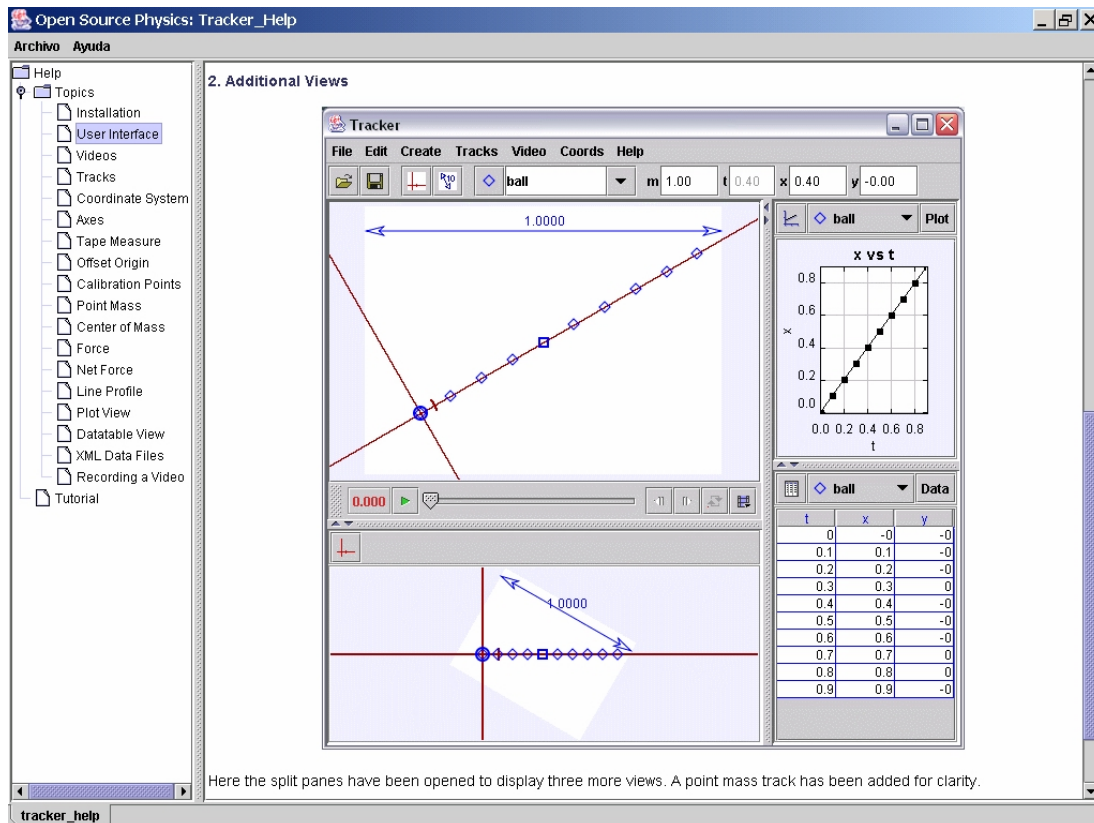 Open Source Physics: Tracker_Help
Archivo Ayuda
Help
Topics
Installation
User Interface
Videos
Tracks
Coordinate System
Axes
Tape Measure
Offset Origin
Calibration Points
Point Mass
Center of Mass
Force
Net Force
Line Profile
Plot View
Datatable View
XML Data Files
Recording a Video
Tutorial
2. Additional Views
Tracker
File Edit Create Tracks Video Coords Help
ball m 1.00 t 0.40 x 0.40 y -0.00
1.0000
0.000
1.0000
ball Plot
x vs t
0.8
0.6
x
0.4
0.2
0.0
0.0 0.2 0.4 0.6 0.8
t
ball Data
t x y
0 -0 -0
0.1 0.1 -0
0.2 0.2 -0
0.3 0.3 0
0.4 0.4 -0
0.5 0.5 -0
0.6 0.6 -0
0.7 0.7 0
0.8 0.8 0
0.9 0.9 -0
Here the split panes have been opened to display three more views. A point mass track has been added for clarity.
tracker_help